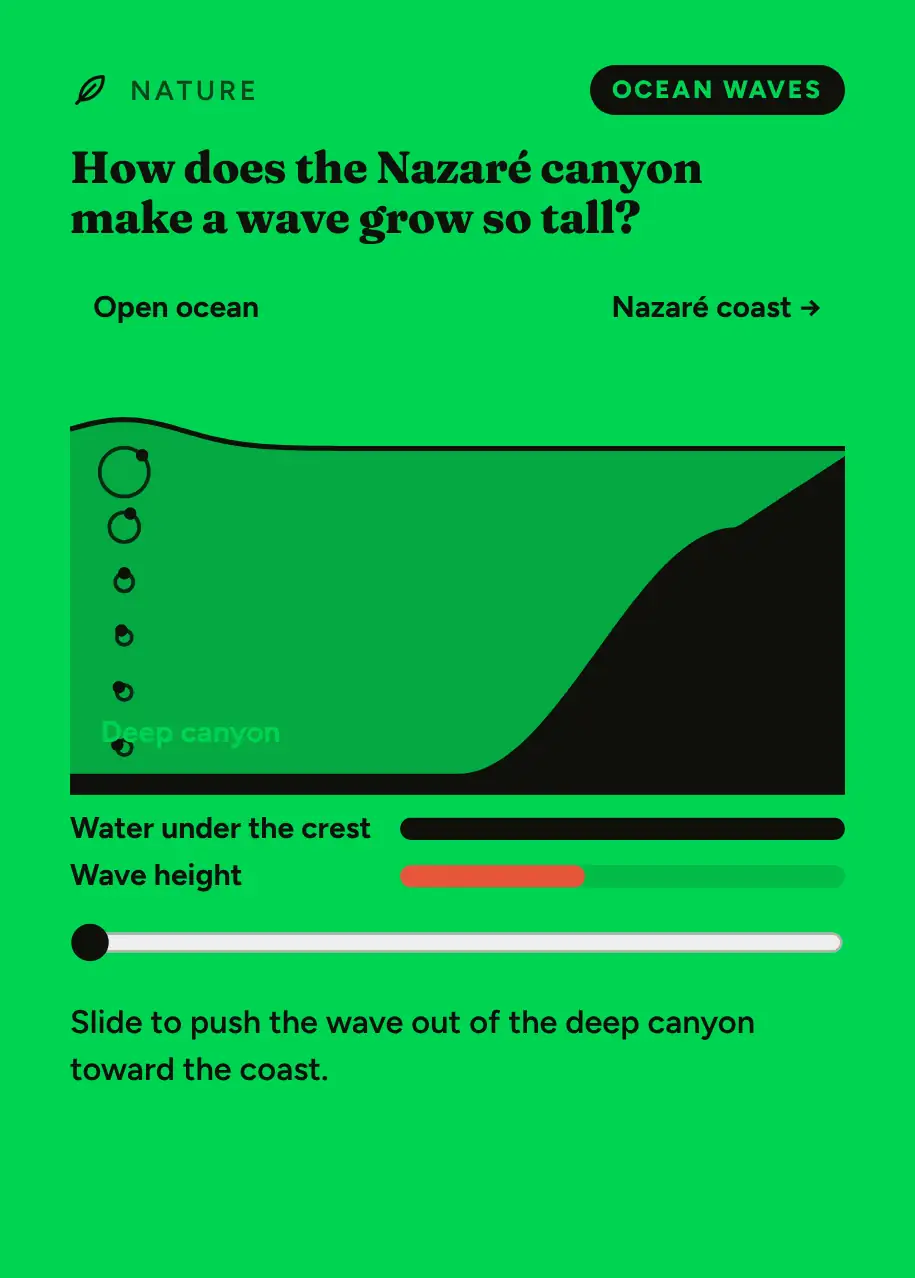 NATURE
OCEAN WAVES
How does the Nazaré canyon
make a wave grow so tall?
Open ocean
Nazaré coast →
Deep canyon
Water under the crest
Wave height
Slide to push the wave out of the deep canyon
toward the coast.